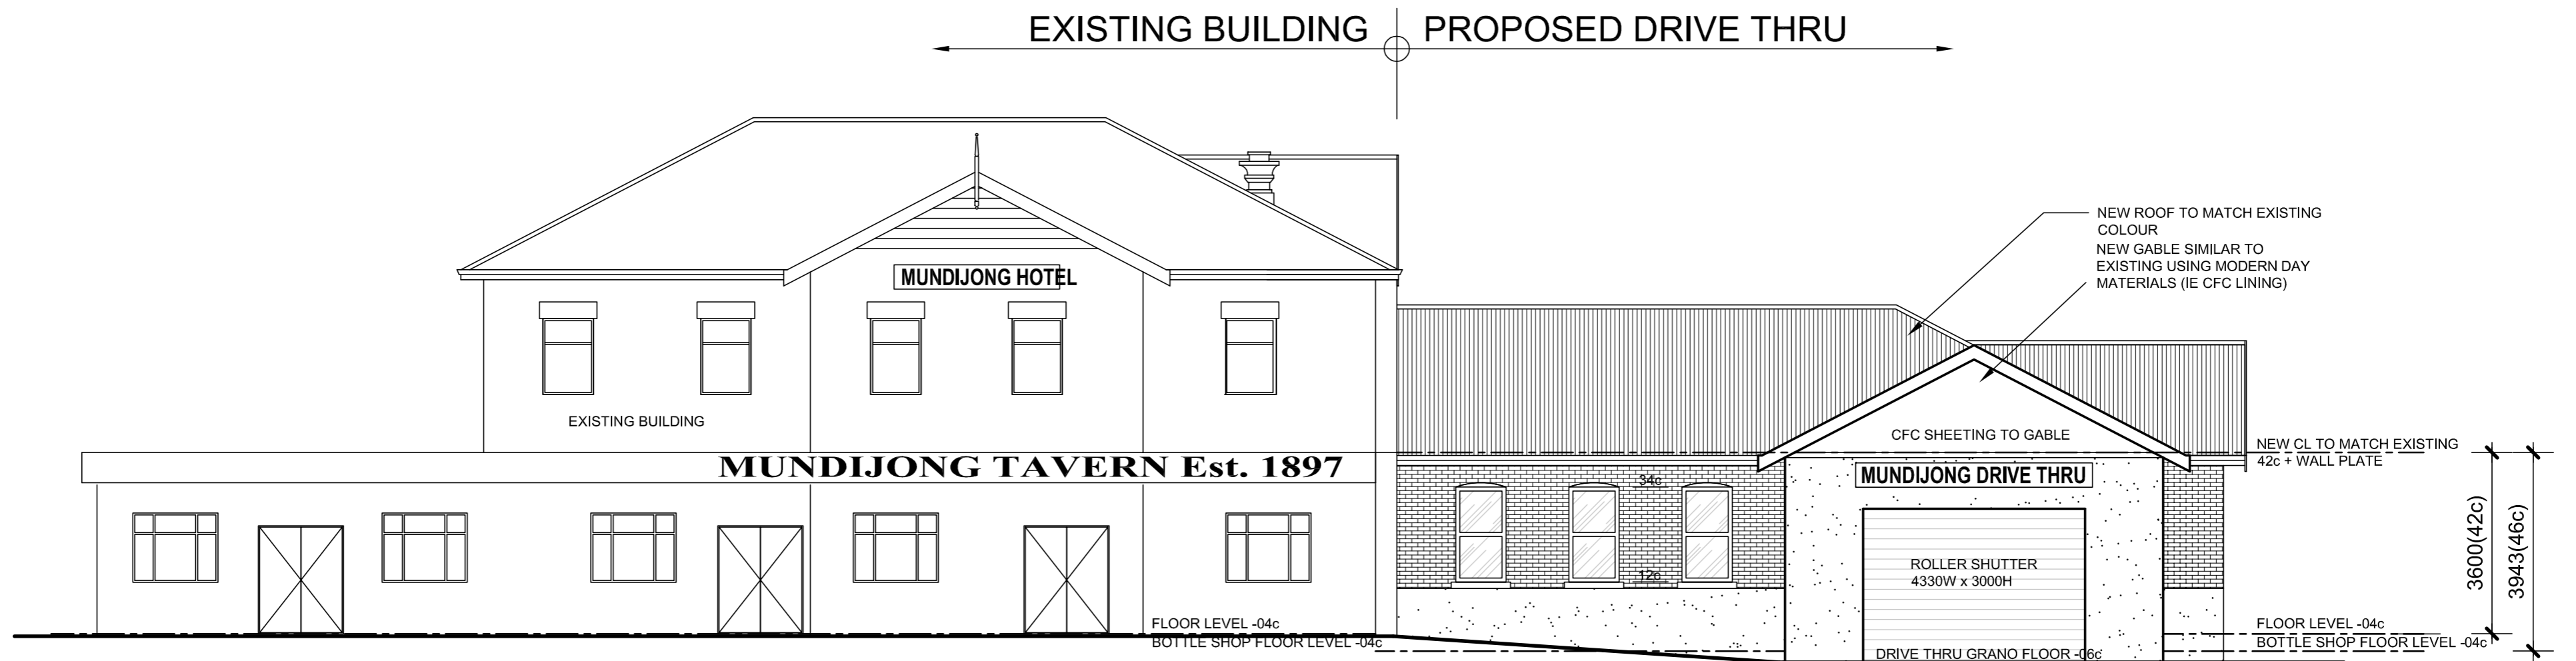 EXISTING BUILDING
PROPOSED DRIVE THRU
NEW ROOF TO MATCH EXISTING
COLOUR
NEW GABLE SIMILAR TO
EXISTING USING MODERN DAY
MATERIALS (IE CFC LINING)
MUNDIJONG HOTEL
EXISTING BUILDING
MUNDIJONG TAVERN Est. 1897
CFC SHEETING TO GABLE
NEW CL TO MATCH EXISTING
42c + WALL PLATE
MUNDIJONG DRIVE THRU
34c
12c
ROLLER SHUTTER
4330W x 3000H
3600(42c)
3943(46c)
FLOOR LEVEL -04c
BOTTLE SHOP FLOOR LEVEL -04c
FLOOR LEVEL -04c
BOTTLE SHOP FLOOR LEVEL -04c
DRIVE THRU GRANO FLOOR -06c